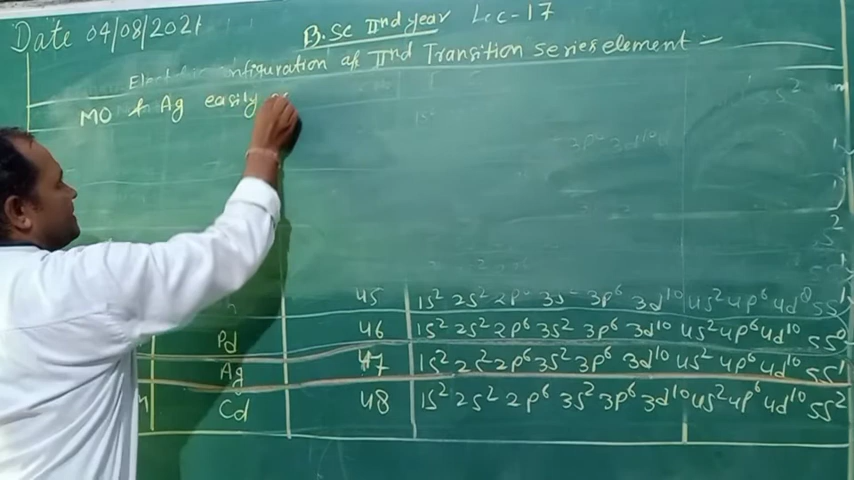 Date 04/08/2021
B.Sc IInd year Lec-17
Electronic configuration of IInd Transition series element :-
MO & Ag easily
45 1s² 2s² 2p⁶ 3s² 3p⁶ 3d¹⁰ 4s² 4p⁶ 4d⁸ 5s¹
Pd 46 1s² 2s² 2p⁶ 3s² 3p⁶ 3d¹⁰ 4s² 4p⁶ 4d¹⁰ 5s⁰
Ag 47 1s² 2s² 2p⁶ 3s² 3p⁶ 3d¹⁰ 4s² 4p⁶ 4d¹⁰ 5s¹
Cd 48 1s² 2s² 2p⁶ 3s² 3p⁶ 3d¹⁰ 4s² 4p⁶ 4d¹⁰ 5s²